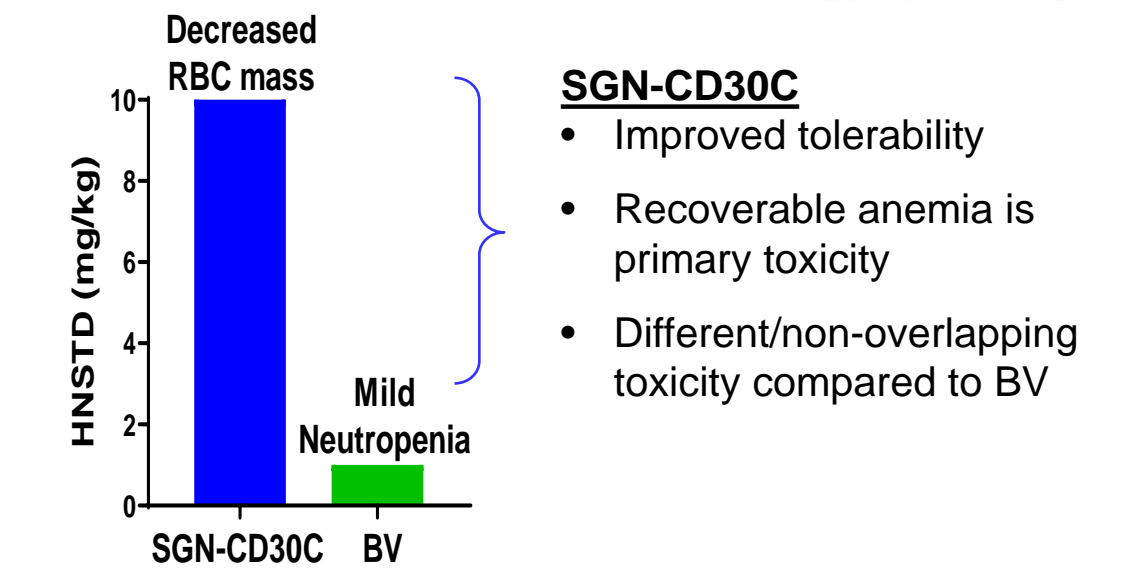 Decreased
RBC mass
10
8
6
4
2
0
HNSTD (mg/kg)
Mild
Neutropenia
SGN-CD30C
BV
SGN-CD30C
• Improved tolerability
• Recoverable anemia is
primary toxicity
• Different/non-overlapping
toxicity compared to BV